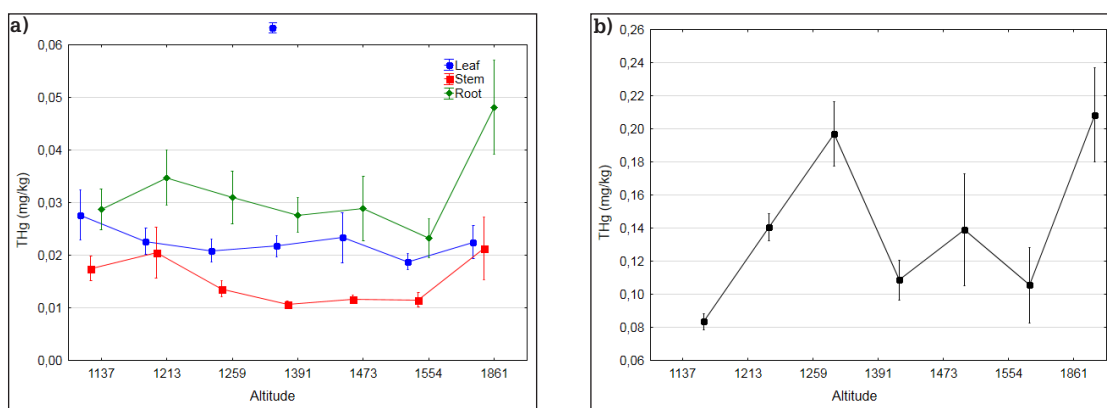 a)
0,06
0,05
0,04
0,03
0,02
0,01
0,00
THg (mg/kg)
Leaf
Stem
Root
1137 1213 1259 1391 1473 1554 1861
Altitude
b)
0,26
0,24
0,22
0,20
0,18
0,16
0,14
0,12
0,10
0,08
0,06
THg (mg/kg)
1137 1213 1259 1391 1473 1554 1861
Altitude